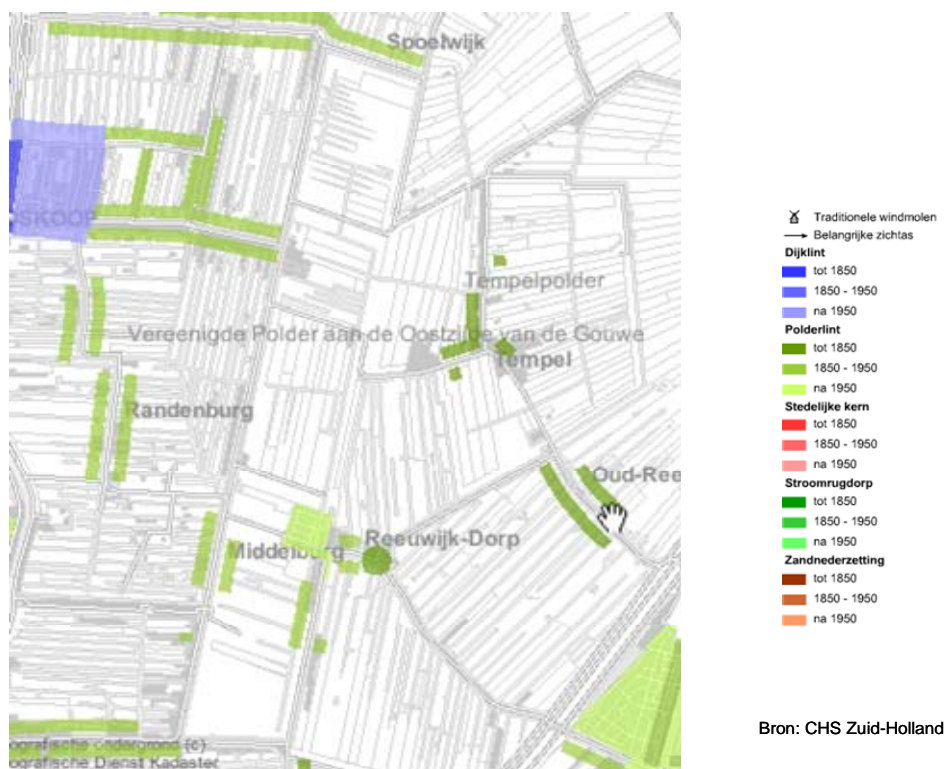 Spoelwijk
OSKOOP
Tempelpolder
Vereenigde Polder aan de Oostzijde van de Gouwe
Tempel
Randenburg
Oud-Ree
Reeuwijk-Dorp
Middelburg
ografische ondergrond (c)
ografische Dienst Kadaster
Traditionele windmolen
Belangrijke zichtas
Dijklint
tot 1850
1850 - 1950
na 1950
Polderlint
tot 1850
1850 - 1950
na 1950
Stedelijke kern
tot 1850
1850 - 1950
na 1950
Stroomrugdorp
tot 1850
1850 - 1950
na 1950
Zandnederzetting
tot 1850
1850 - 1950
na 1950
Bron: CHS Zuid-Holland